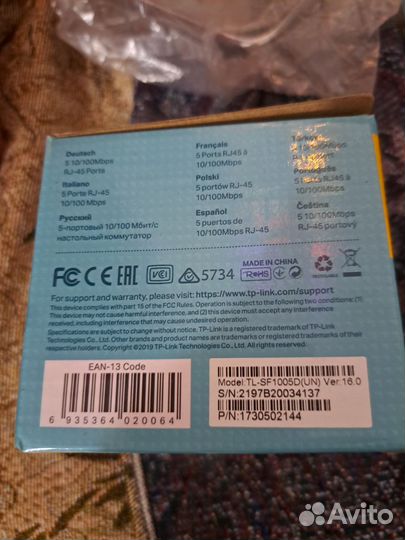 Deutsch
5 10/100Mbps
RJ-45 Ports
Français
5 Ports RJ45 à
10/100Mbps
Türkçe
Italiano
5 Porte RJ-45
10/100 Mbps
Polski
5 portów RJ-45
10/100Mbps
Português
10/100Mbps
Русский
5-портовый 10/100 Мбит/с
настольный коммутатор
Español
5 puertos de
10/100Mbps RJ-45
Čeština
5 10/100Mbps
RJ-45 portový
FC CE EAC VCCI 5734
MADE IN CHINA
RoHS
For support and warranty, please visit: https://www.tp-link.com/support
This device complies with part 15 of the FCC Rules. Operation is subject to the following two conditions: (1)
This device may not cause harmful interference, and (2) this device must accept any interference received,
including interference that may cause undesired operation.
Specifications are subject to change without notice. TP-Link is a registered trademark of TP-Link
Technologies Co., Ltd. Other brands and product names are trademarks or registered trademarks of their
respective holders. Copyright ©2019 TP-Link Technologies Co., Ltd. All rights reserved.
EAN-13 Code
6 935364 020064
Model: TL-SF1005D(UN) Ver:16.0
S/N:2197B20034137
P/N:1730502144
Avito